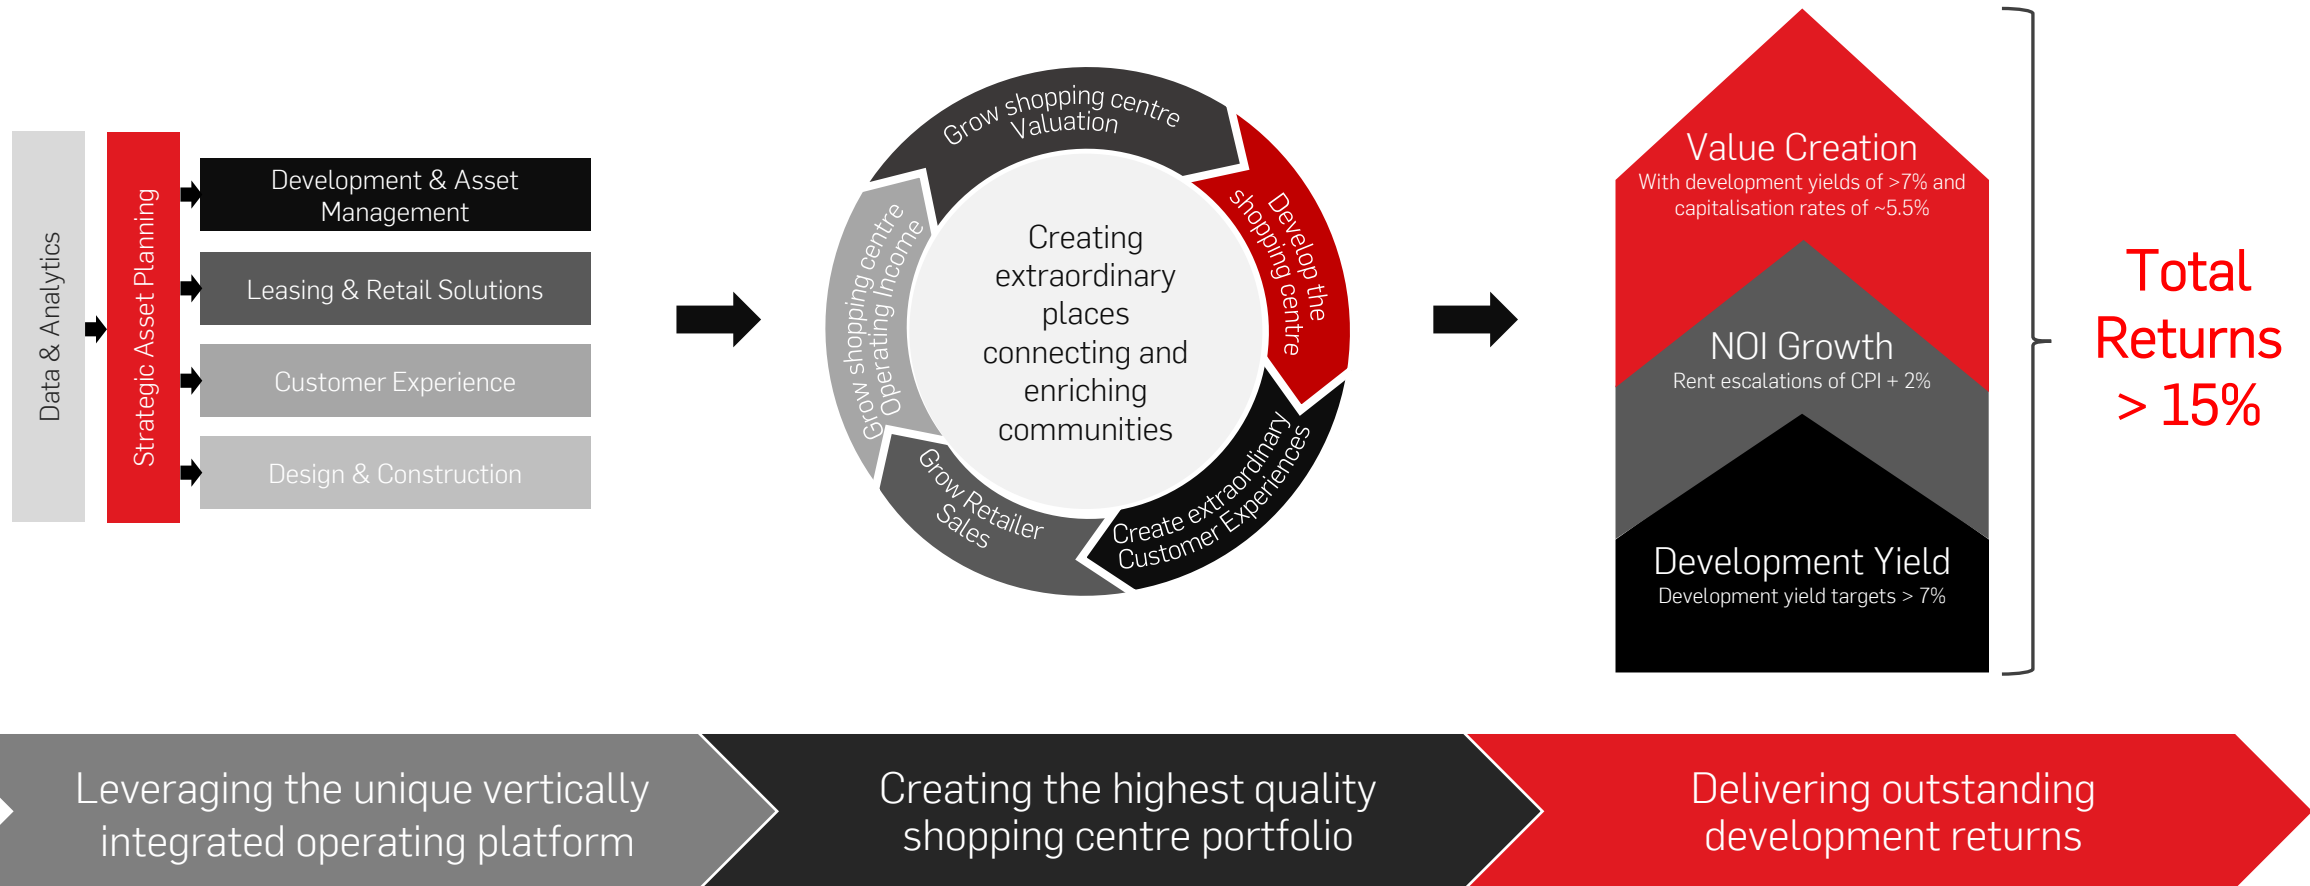 Data & Analytics
Strategic Asset Planning
Development & Asset
Management
Leasing & Retail Solutions
Customer Experience
Design & Construction
Grow shopping centre
Valuation
Develop the
shopping centre
Create extraordinary
Customer Experiences
Grow Retailer
Sales
Grow shopping centre
Operating Income
Creating
extraordinary
places
connecting and
enriching
communities
Value Creation
With development yields of >7% and
capitalisation rates of ~5.5%
NOI Growth
Rent escalations of CPI + 2%
Development Yield
Development yield targets > 7%
Total
Returns
> 15%
Leveraging the unique vertically
integrated operating platform
Creating the highest quality
shopping centre portfolio
Delivering outstanding
development returns